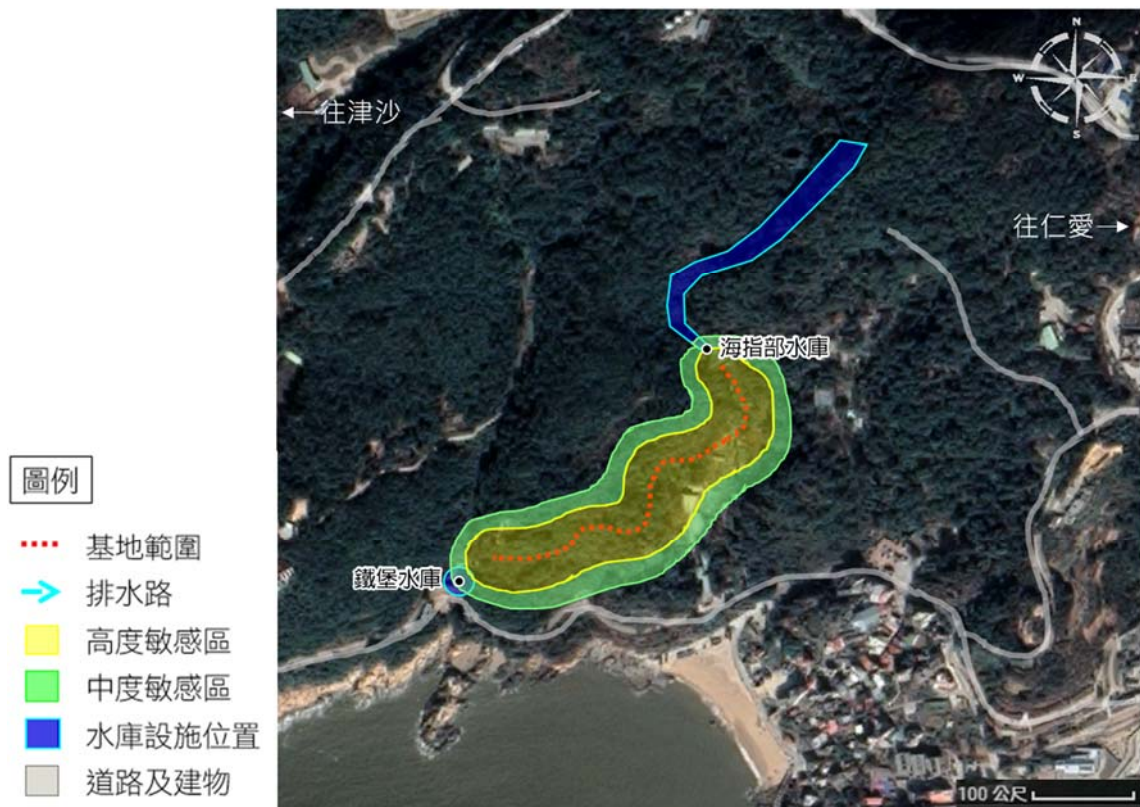 N
W
E
S
←往津沙
往仁愛→
海指部水庫
鐵堡水庫
圖例
基地範圍
排水路
高度敏感區
中度敏感區
水庫設施位置
道路及建物
100 公尺